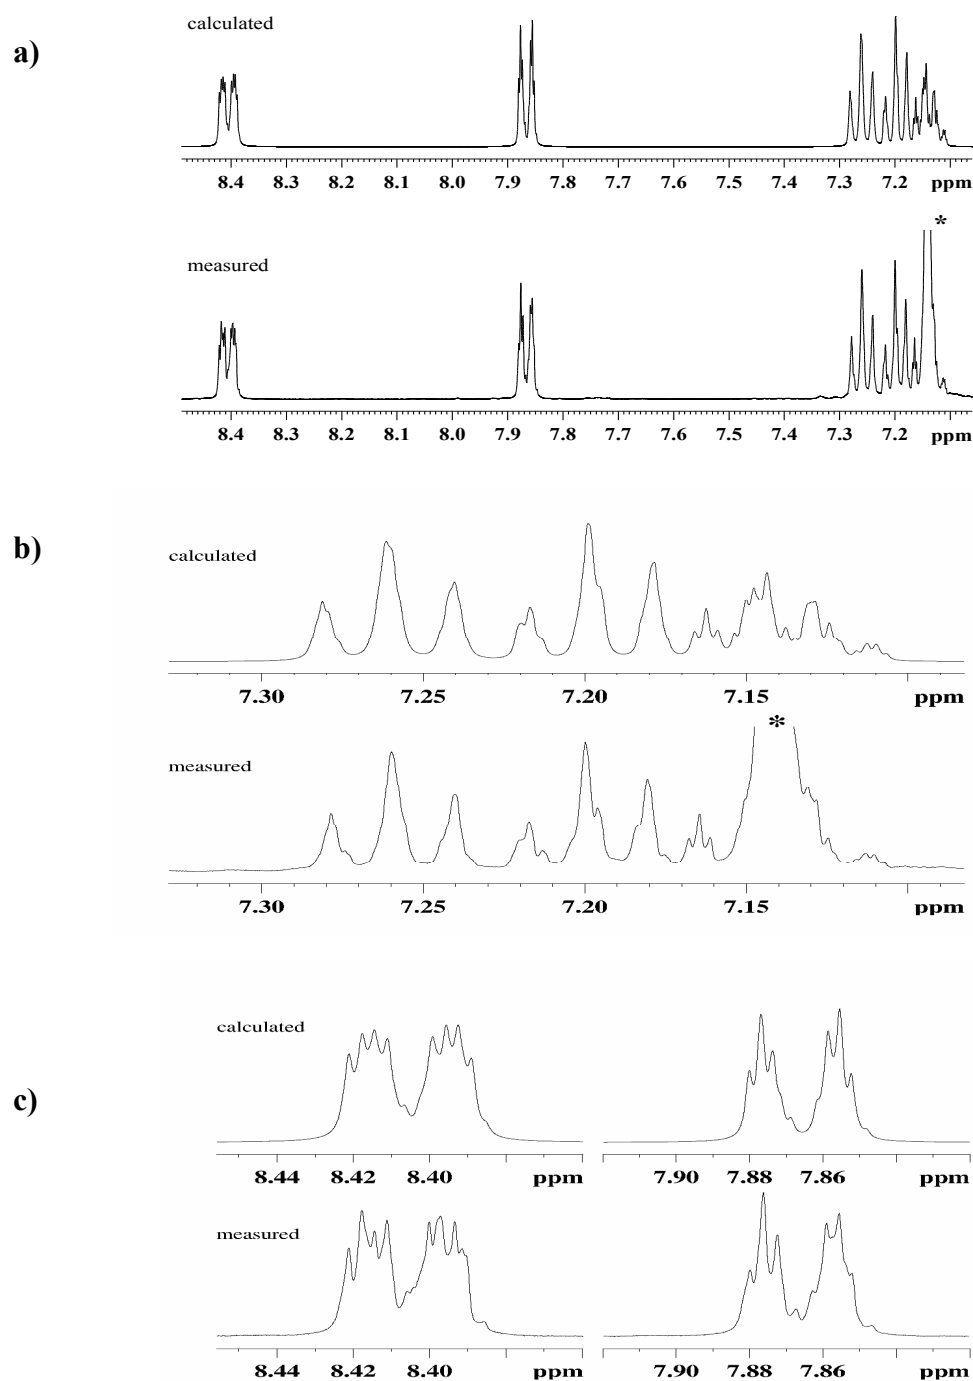 calculated
a)
8.4 8.3 8.2 8.1 8.0 7.9 7.8 7.7 7.6 7.5 7.4 7.3 7.2 ppm
*
measured
8.4 8.3 8.2 8.1 8.0 7.9 7.8 7.7 7.6 7.5 7.4 7.3 7.2 ppm
b)
calculated
7.30 7.25 7.20 7.15 ppm
*
measured
7.30 7.25 7.20 7.15 ppm
calculated
c)
8.44 8.42 8.40 ppm 7.90 7.88 7.86 ppm
measured
8.44 8.42 8.40 ppm 7.90 7.88 7.86 ppm